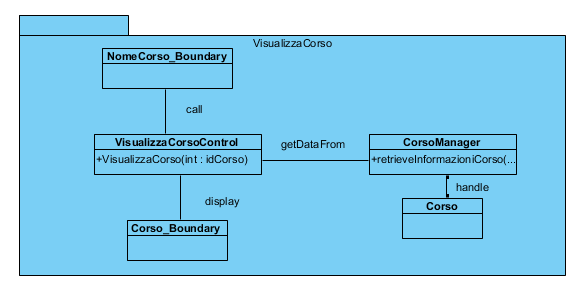 VisualizzaCorso
NomeCorso_Boundary
call
VisualizzaCorsoControl
+VisualizzaCorso(int : idCorso)
getDataFrom
CorsoManager
+retrieveInformazioniCorso(...
handle
Corso
display
Corso_Boundary